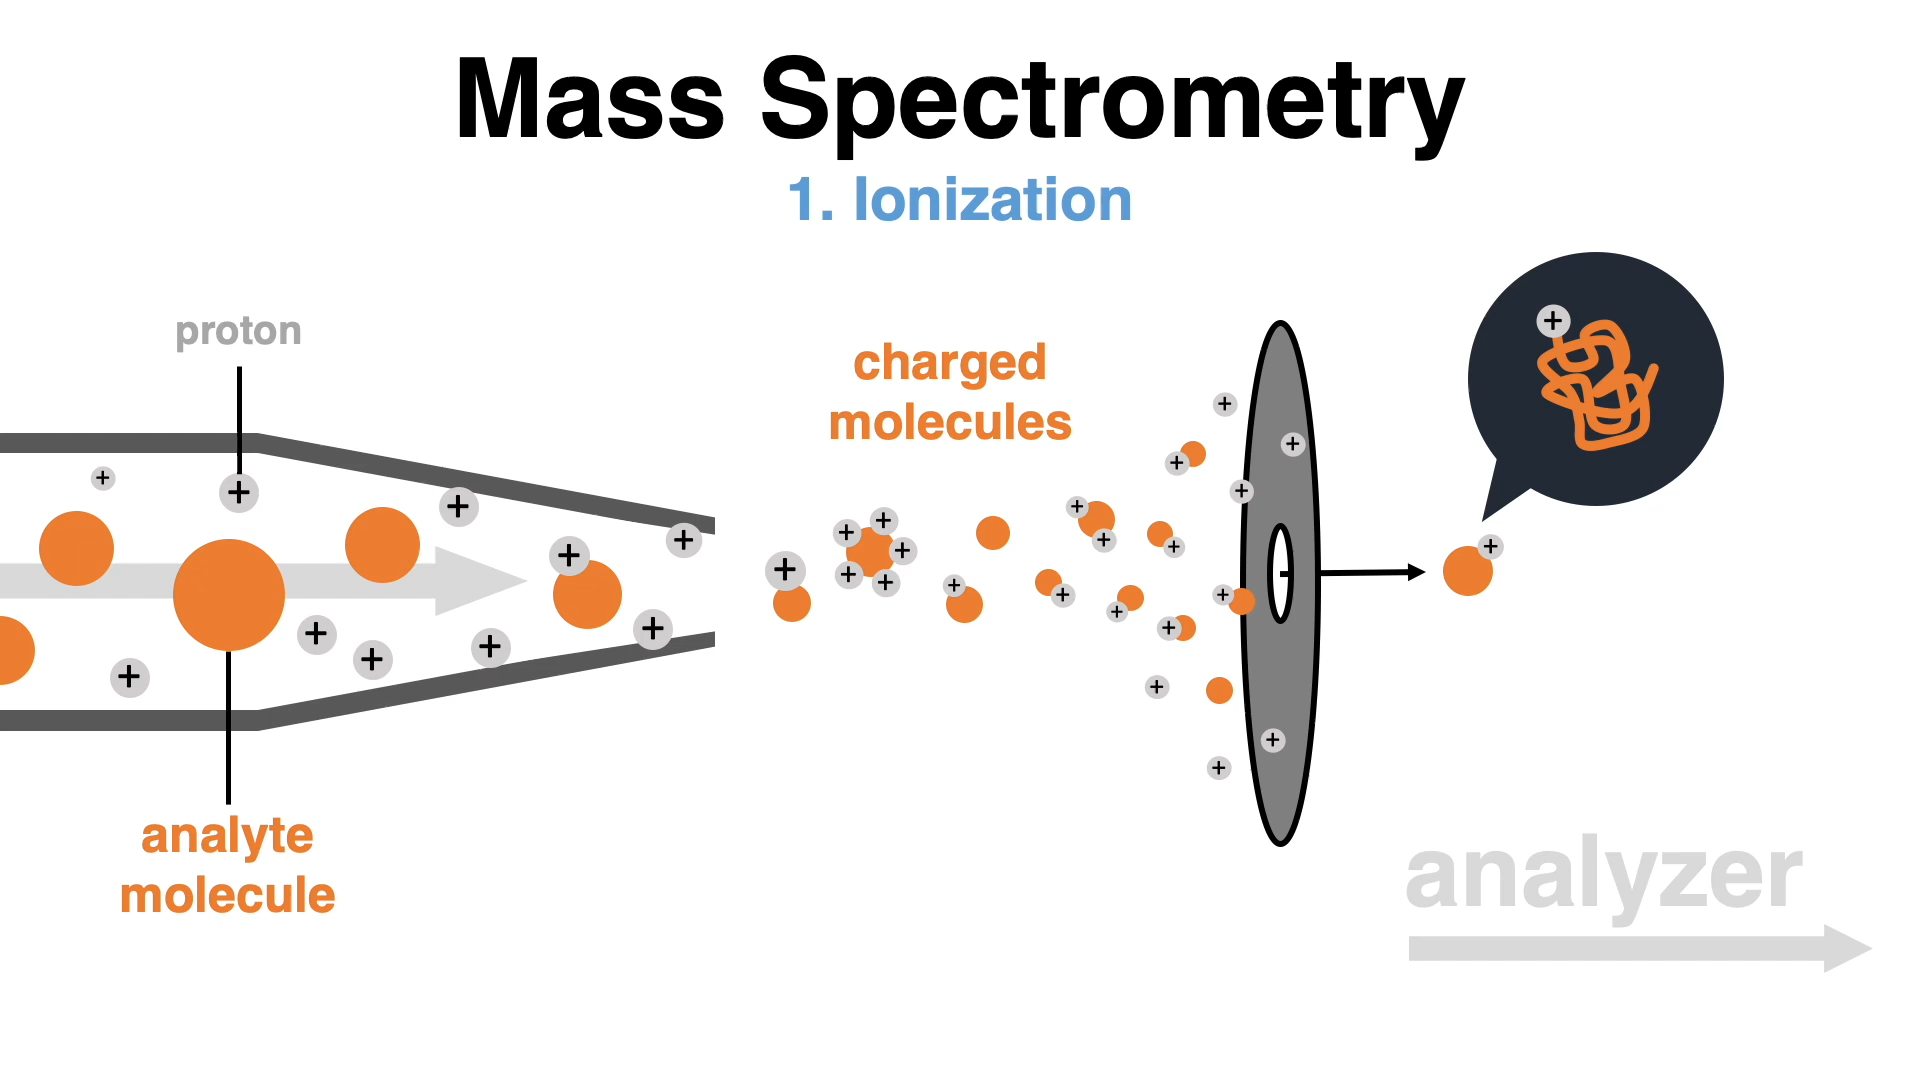 Mass Spectrometry
1. Ionization
proton
charged
molecules
analyte
molecule
analyzer